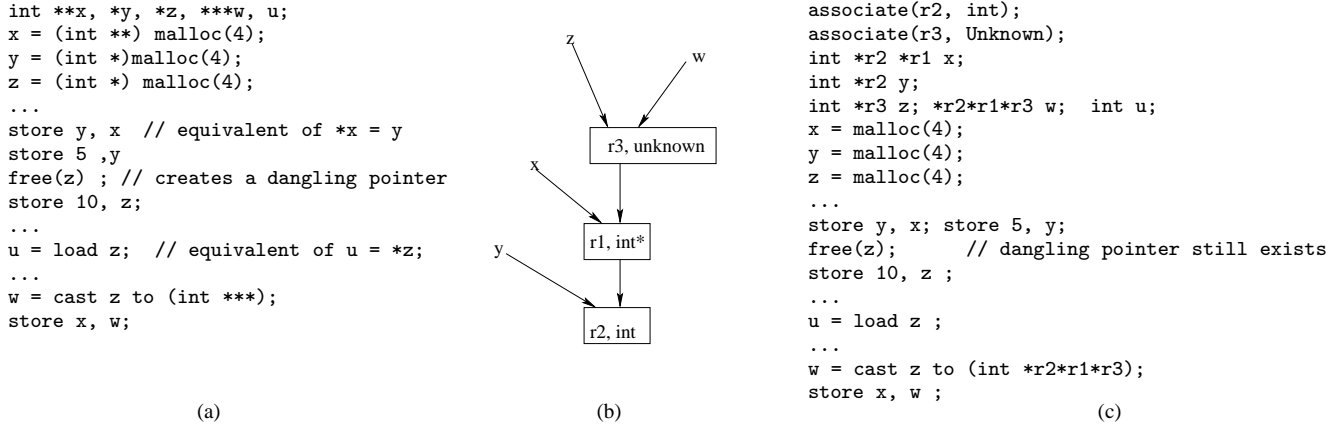 int **x, *y, *z, ***w, u;
x = (int **) malloc(4);
y = (int *)malloc(4);
z = (int *) malloc(4);
...
store y, x  // equivalent of *x = y
store 5 ,y
free(z) ; // creates a dangling pointer
store 10, z;
...
u = load z;  // equivalent of u = *z;
...
w = cast z to (int ***);
store x, w;
(a)
z
w
r3, unknown
x
r1, int*
y
r2, int
(b)
associate(r2, int);
associate(r3, Unknown);
int *r2 *r1 x;
int *r2 y;
int *r3 z; *r2*r1*r3 w;  int u;
x = malloc(4);
y = malloc(4);
z = malloc(4);
...
store y, x; store 5, y;
free(z);      // dangling pointer still exists
store 10, z ;
...
u = load z ;
...
w = cast z to (int *r2*r1*r3);
store x, w ;
(c)